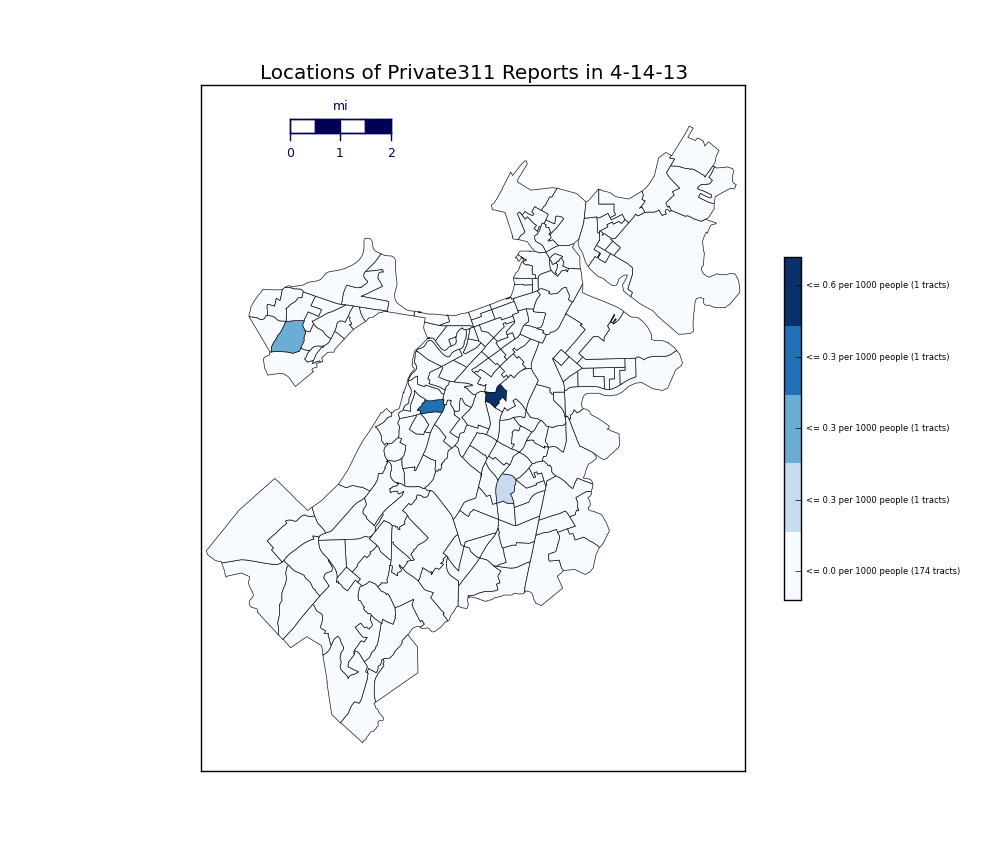 Locations of Private311 Reports in 4-14-13
mi
0 1 2
<= 0.6 per 1000 people (1 tracts)
<= 0.3 per 1000 people (1 tracts)
<= 0.3 per 1000 people (1 tracts)
<= 0.3 per 1000 people (1 tracts)
<= 0.0 per 1000 people (174 tracts)